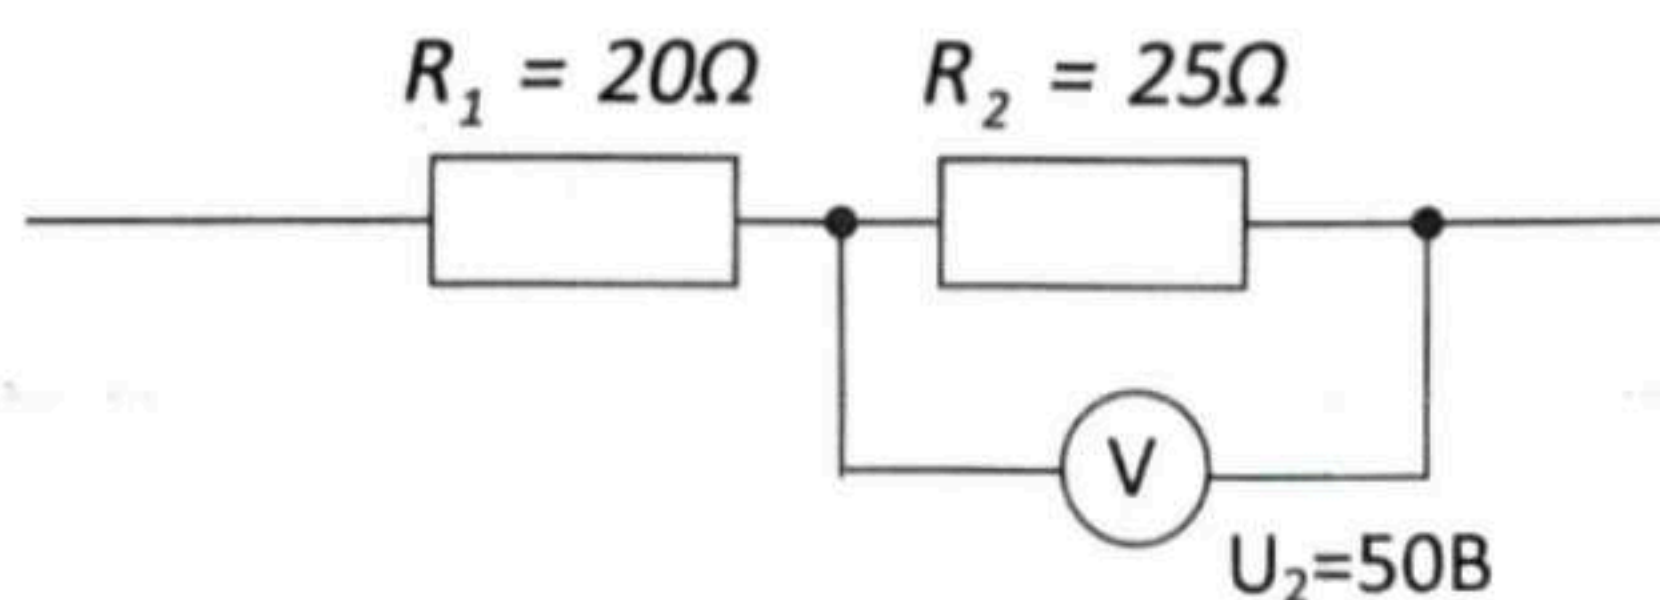 R₁ = 20Ω R₂ = 25Ω
V
U₂=50В